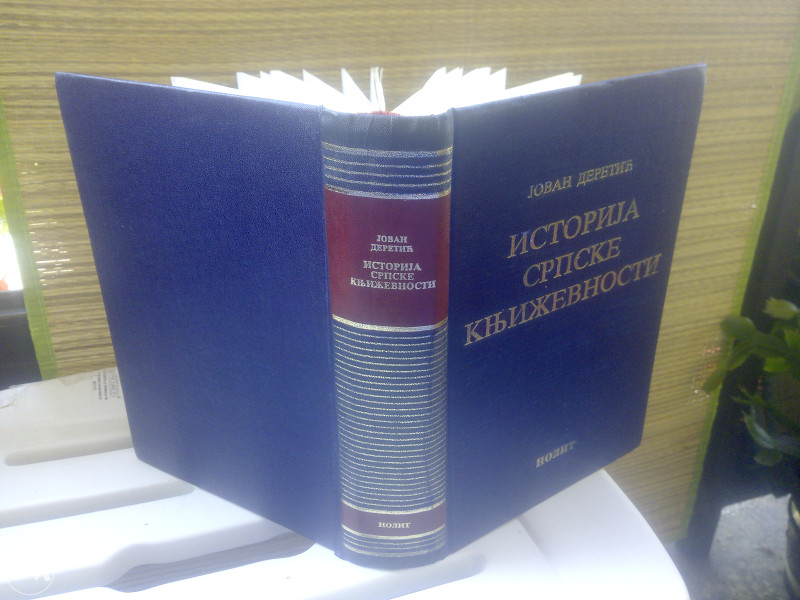 ЈОВАН
ДЕРЕТИЋ
ИСТОРИЈА
СРПСКЕ
КЊИЖЕВНОСТИ
НОЛИТ
ЈОВАН ДЕРЕТИЋ
ИСТОРИЈА
СРПСКЕ
КЊИЖЕВНОСТИ
НОЛИТ